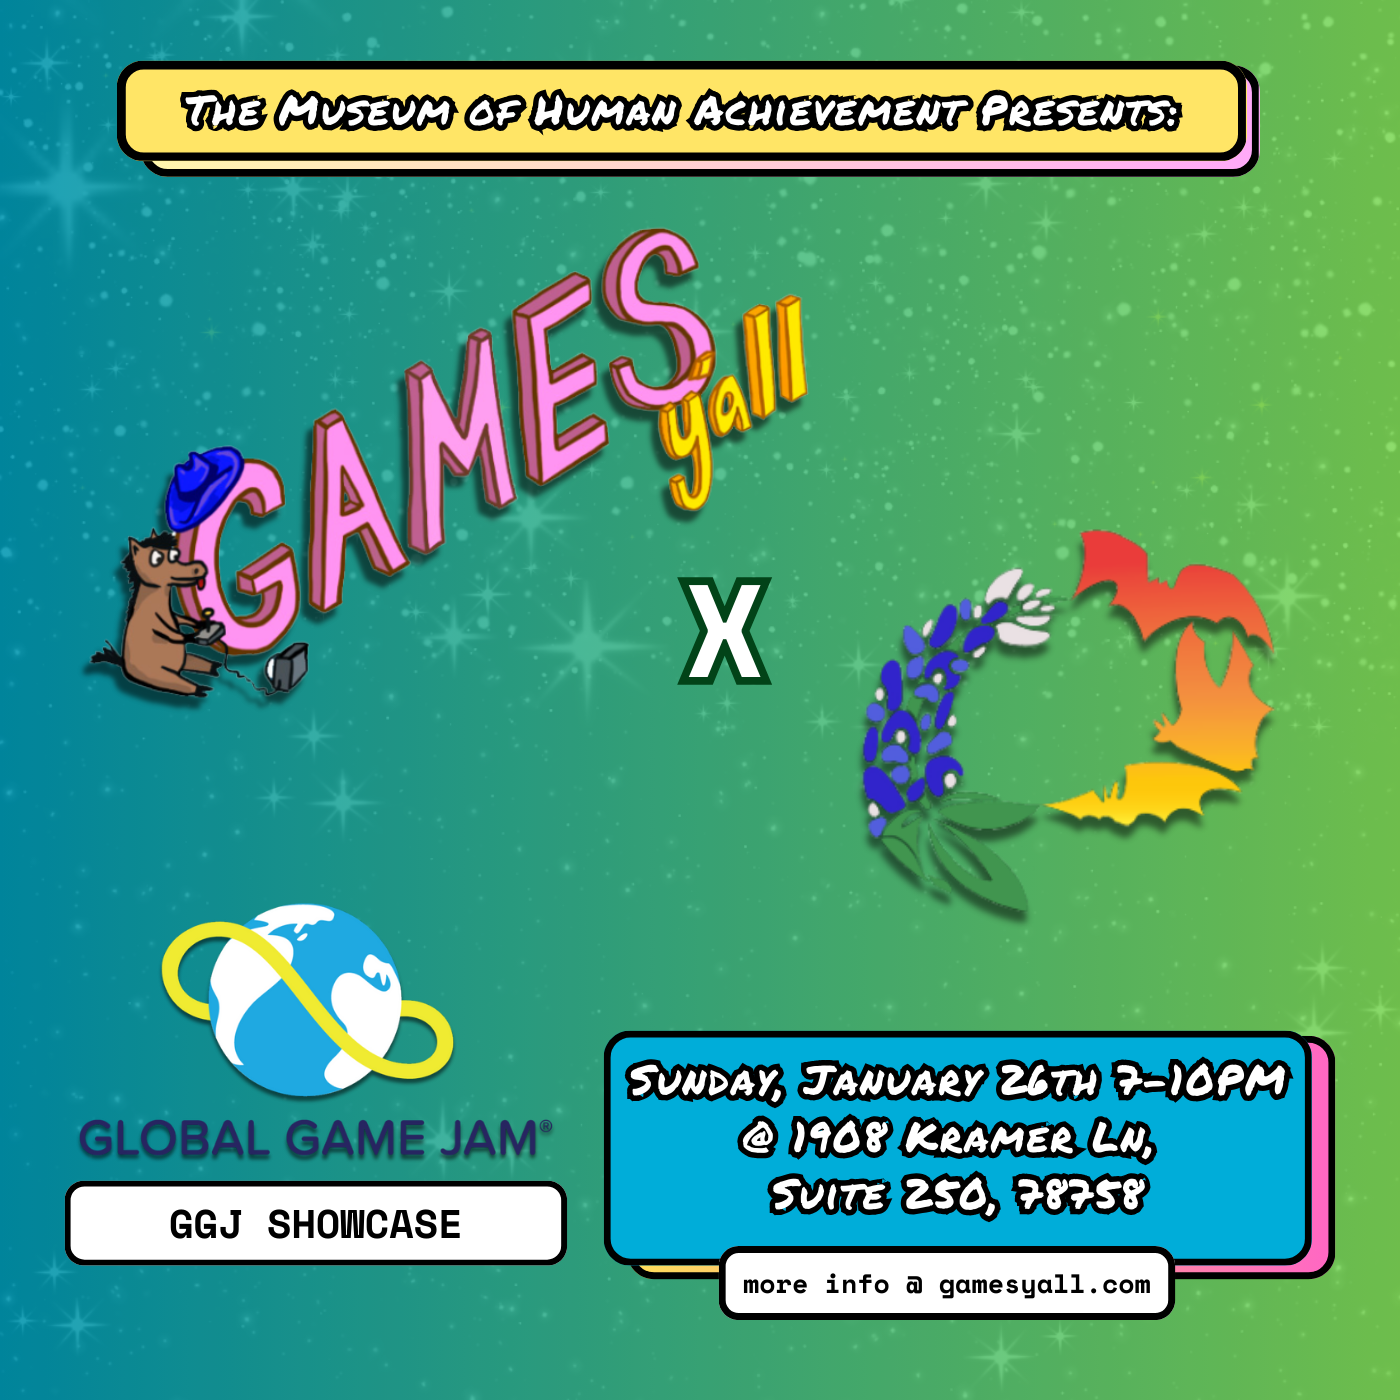 The Museum of Human Achievement Presents:
GAMES
y'all
X
GLOBAL GAME JAM®
GGJ SHOWCASE
Sunday, January 26th 7-10PM
@ 1908 Kramer Ln,
Suite 250, 78758
more info @ gamesyall.com